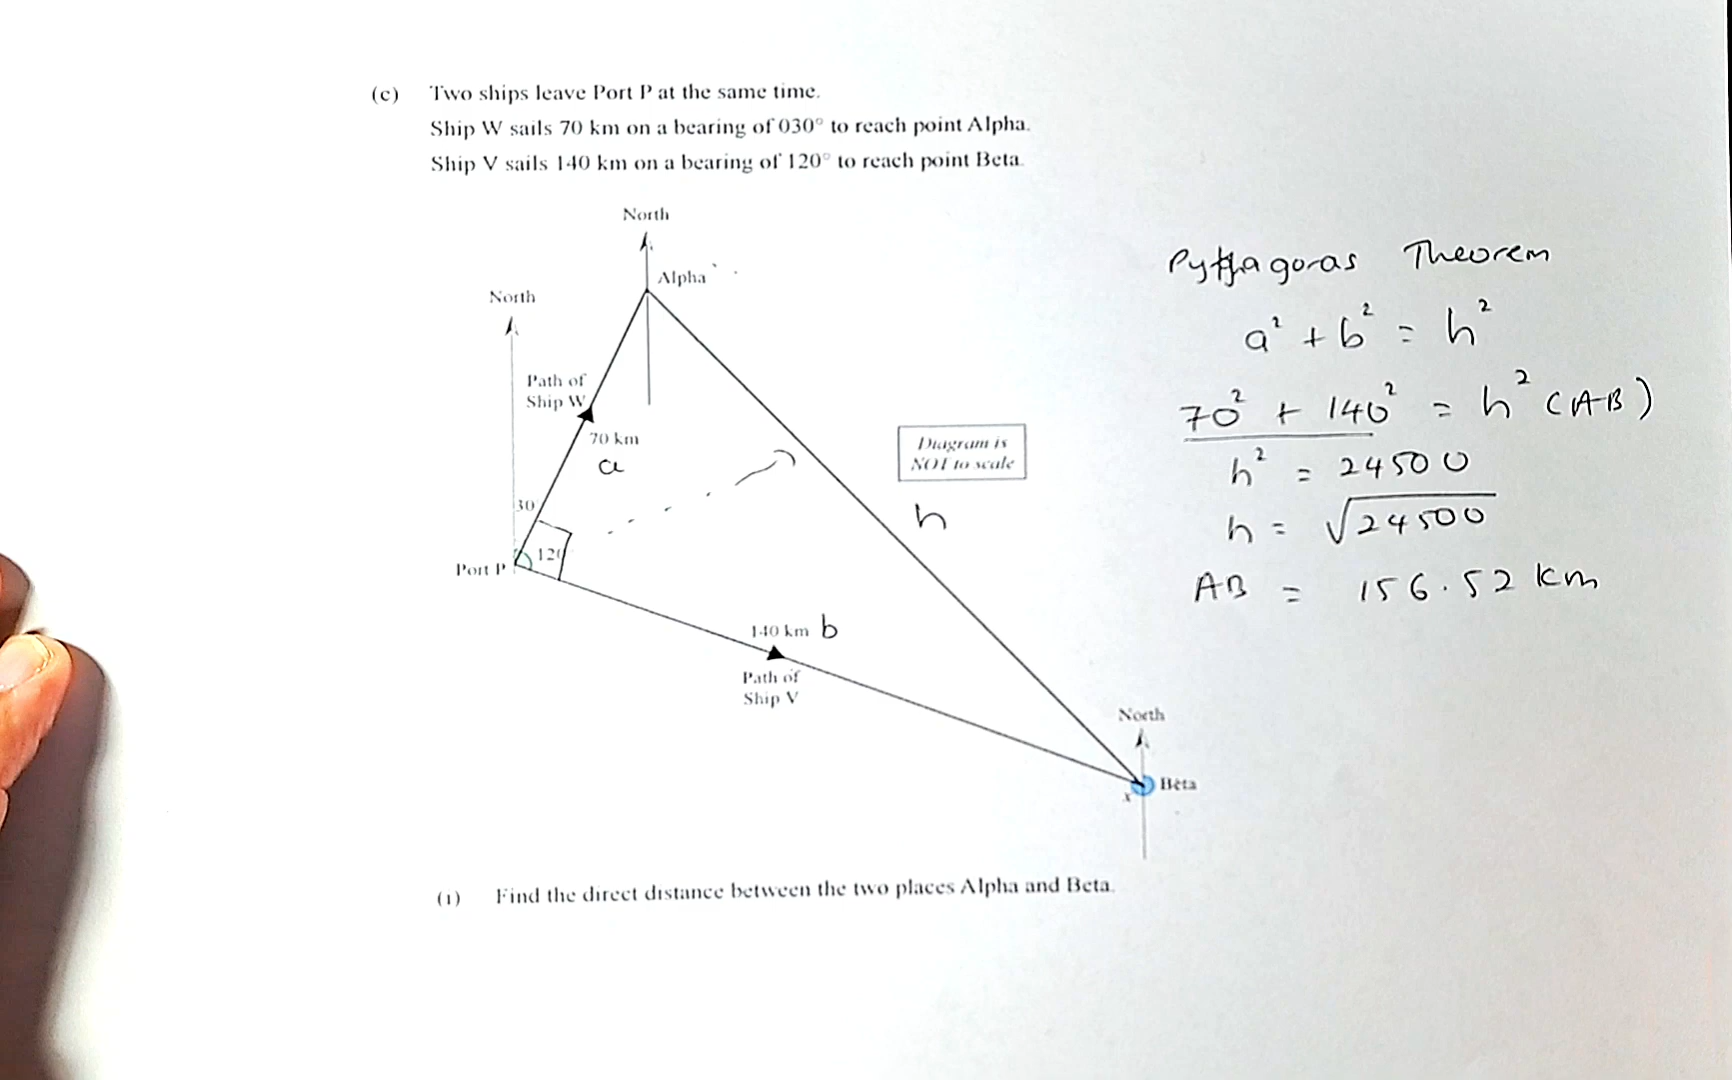 (c) Two ships leave Port P at the same time.
Ship W sails 70 km on a bearing of 030° to reach point Alpha.
Ship V sails 140 km on a bearing of 120° to reach point Beta.
North
Alpha
North
Path of
Ship W
70 km
a
30
120
Port P
140 km b
Path of
Ship V
Diagram is
NOT to scale
h
North
Beta
x
Pythagoras Theorem
a² + b² = h²
70² + 140² = h² (AB)
h² = 24500
h = √24500
AB = 156.52 km
(i) Find the direct distance between the two places Alpha and Beta.